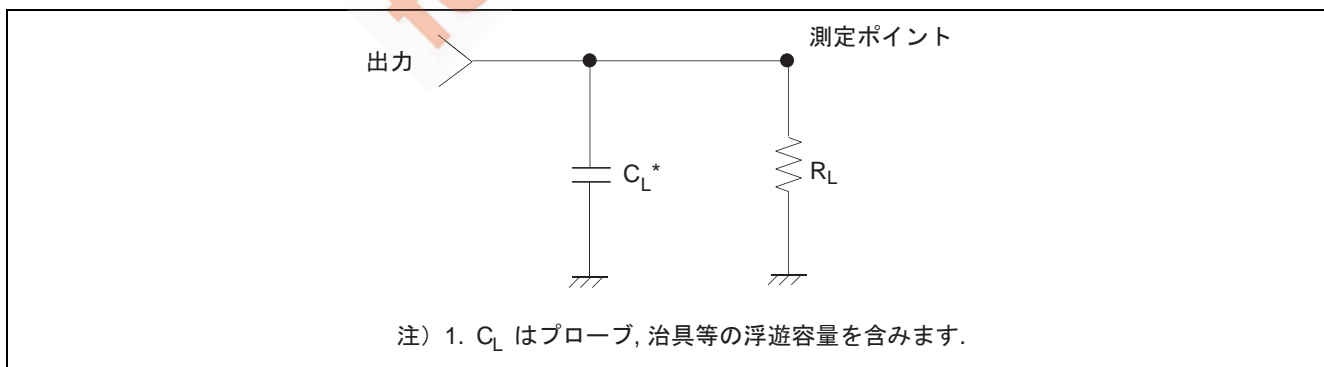 測定ポイント
出力
C_L*
R_L
注）1. C_L はプローブ, 治具等の浮遊容量を含みます.